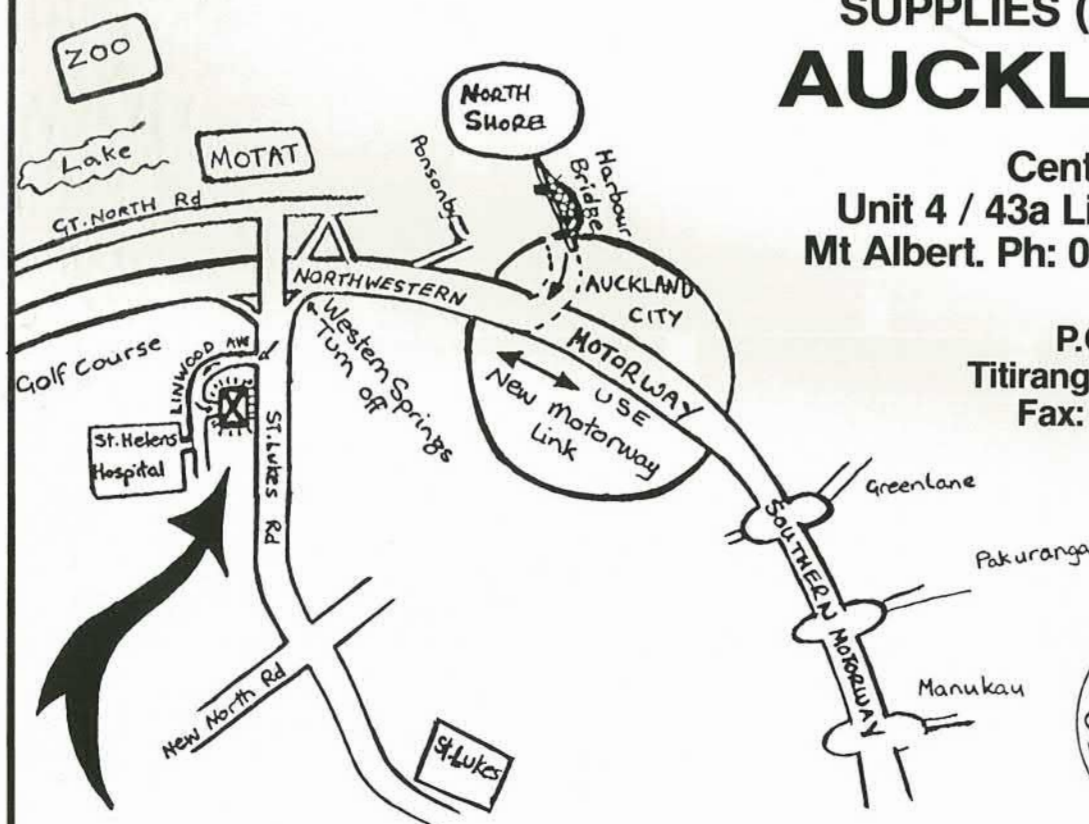 SUPPLIES (
AUCKL
Cent
Unit 4 / 43a Li
Mt Albert. Ph: 0
P.
Titirang
Fax:
ZOO
Lake
MOTAT
GT. NORTH Rd
NORTH
SHORE
Ponsonby
Harbour
Bridge
NORTHWESTERN
MOTORWAY
AUCKLAND
CITY
USE
New Motorway
Link
Western Springs
Turn off
Golf Course
LINWOOD AVE
St. Helens
Hospital
ST. LUKES Rd
New North Rd
St. Lukes
SOUTHERN MOTORWAY
Greenlane
Pakuranga
Manukau